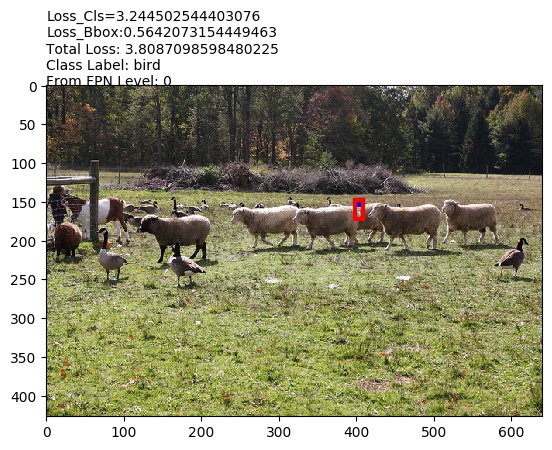 Loss_Cls=3.244502544403076
Loss_Bbox:0.5642073154449463
Total Loss: 3.8087098598480225
Class Label: bird
From FPN Level: 0
0
50
100
150
200
250
300
350
400
0 100 200 300 400 500 600